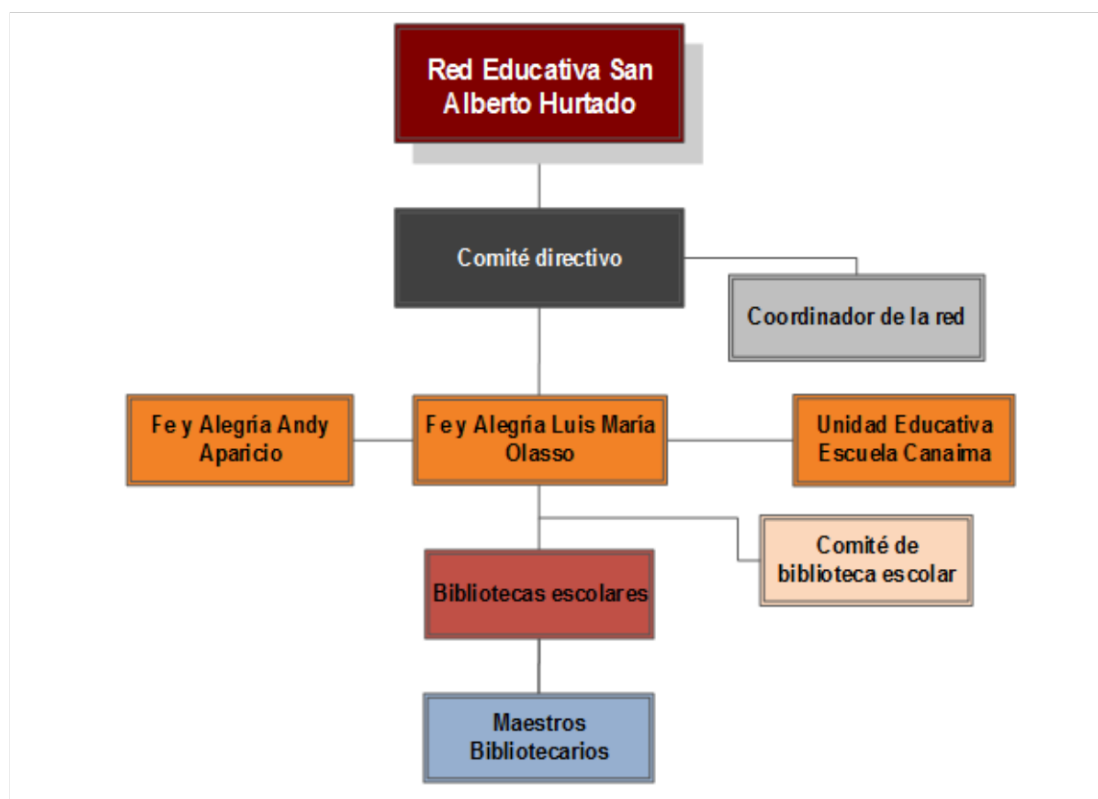 Red Educativa San
Alberto Hurtado
Comité directivo
Coordinador de la red
Fe y Alegría Andy
Aparicio
Fe y Alegría Luis María
Olasso
Unidad Educativa
Escuela Canaima
Comité de
biblioteca escolar
Bibliotecas escolares
Maestros
Bibliotecarios